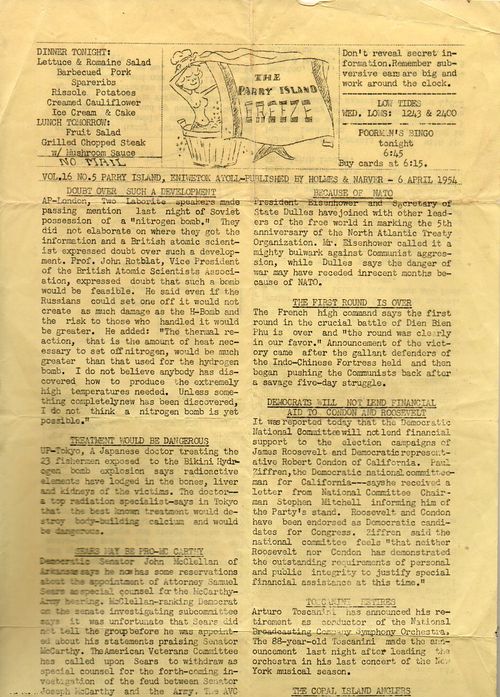 DINNER TONIGHT:
Lettuce & Romaine Salad
Barbecued Pork
Spareribs
Rissole Potatoes
Creamed Cauliflower
Ice Cream & Cake
LUNCH TOMORROW:
Fruit Salad
Grilled Chopped Steak
w/ Mushroom Sauce
NO MAIL
THE
PARRY ISLAND
BREEZE
Don't reveal secret in-
formation.Remember sub-
versive ears are big and
work around the clock.
LOW TIDES
WED. LOWS: 1243 & 2400
POORMAN'S BINGO
tonight
6:45
Buy cards at 6:15.
VOL.16 NO.5 PARRY ISLAND, ENIWETOK ATOLL-PUBLISHED BY HOLMES & NARVER - 6 APRIL 1954
DOUBT OVER SUCH A DEVELOPMENT
AP-London, Two Laborite speakers made
passing mention last night of Soviet
possession of a "nitrogen bomb." They
did not elaborate on where they got the
information and a British atomic scient-
ist expressed doubt over such a develop-
ment. Prof. John Rotblat, Vice President
of the British Atomic Scientists Associ-
ation, expressed doubt that such a bomb
would be feasible. He said even if the
Russians could set one off it would not
create as much damage as the H-Bomb and
the risk to those who handled it would
be greater. He added: "The thermal re-
action, that is the amount of heat nec-
essary to set off nitrogen, would be much
greater than that used for the hydrogen
bomb. I do not believe anybody has dis-
covered how to produce the extremely
high temperatures needed. Unless some-
thing completelynew has been discovered,
I do not think a nitrogen bomb is yet
possible."
TREATMENT WOULD BE DANGEROUS
UP-Tokyo, A Japanese doctor treating the
23 fishermen exposed to the Bikini Hydr-
ogen bomb explosion says radioactive
elements have lodged in the bones, liver
and kidneys of the victims. The doctor--
a top radiation specialist-says in Tokyo
that the best known treatment would de-
stroy body-building calcium and would
be dangerous.
SEARS MAY BE PRO-MC CARTHY
Democratic Senator John McClellan of
Arkansas says he now has some reservations
about the appointment of Attorney Samuel
Sears as special counsel for the McCarthy-
Army hearing. McClellan-ranking Democrat
on the senate investigating subcommittee
says it was unfortunate that Sears did
not tell the group before he was appoint-
ed about his statements praising Senator
McCarthy. The American Veterans Committee
has called upon Sears to withdraw as
special counsel for the forth-coming in-
vestigation of the feud between Senator
Joseph McCarthy and the Army. The AVC
BECAUSE OF NATO
President Eisenhower and Secretary of
State Dulles have joined with other lead-
ers of the free world in marking the 5th
anniversary of the North Atlantic Treaty
Organization. Mr. Eisenhower called it a
mighty bulwark against Communist aggres-
sion, while Dulles says the danger of
war may have receded in recent months be-
cause of NATO.
THE FIRST ROUND IS OVER
The French high command says the first
round in the crucial battle of Dien Bien
Phu is over and "the round was clearly
in our favor." Announcement of the vict-
ory came after the gallant defenders of
the Indo-Chinese Fortress held and then
began pushing the Communists back after
a savage five-day struggle.
DEMOCRATS WILL NOT LEND FINANCIAL
AID TO CONDON AND ROOSEVELT
It was reported today that the Democratic
National Committee will not lend financial
support to the election campaigns of
James Roosevelt and Democratic represent-
ative Robert Condon of California. Paul
Ziffren, the Democratic national committee-
man for California---says he received a
letter from National Committee Chair-
man Stephen Mitchell informing him of
the Party's stand. Roosevelt and Condon
have been endorsed as Democratic candi-
dates for Congress. Ziffron said the
national committee feels "that neither
Roosevelt nor Condon has demonstrated
the outstanding requirements of personal
and public integrity to justify special
financial assistance at this time."
TOSCANINI RETIRES
Arturo Toscanini has announced his re-
tirement as conductor of the National
Broadcasting Company Symphony Orchestra.
The 88-year-old Toscanini made the ann-
ouncement last night after leading the
orchestra in his last concert of the New
York musical season.
THE CORAL ISLAND ANGLERS